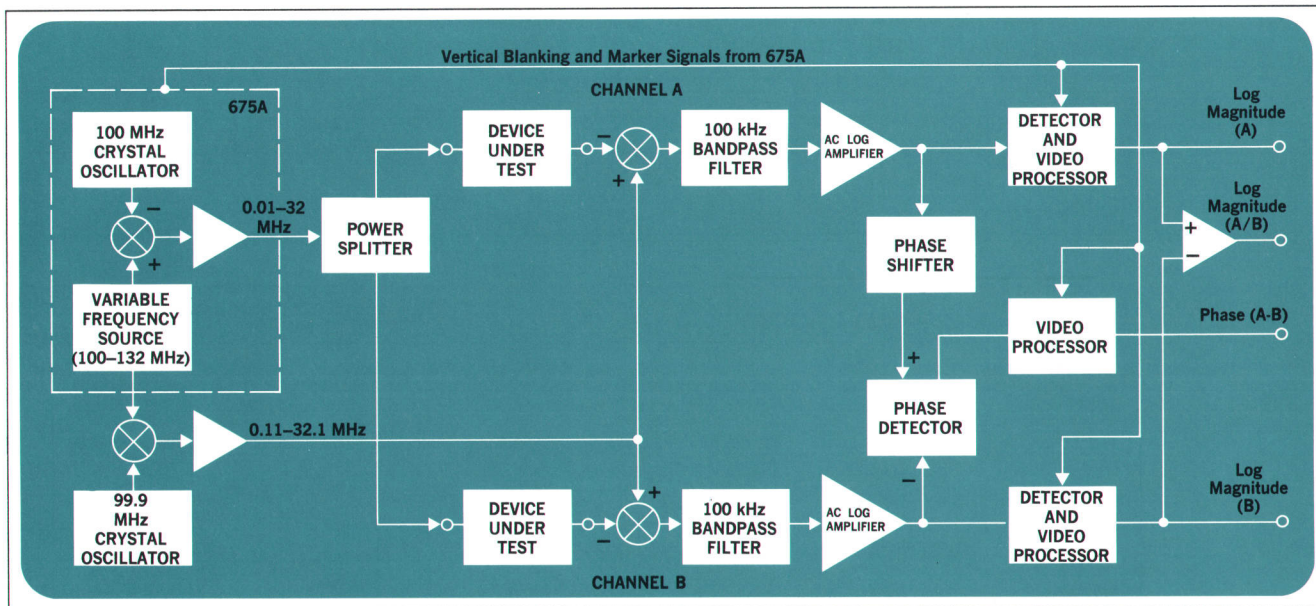 Vertical Blanking and Marker Signals from 675A
CHANNEL A
675A
100 MHz
CRYSTAL
OSCILLATOR
−
+
VARIABLE
FREQUENCY
SOURCE
(100–132 MHz)
0.01–32
MHz
0.11–32.1 MHz
99.9
MHz
CRYSTAL
OSCILLATOR
POWER
SPLITTER
DEVICE
UNDER
TEST
−
+
100 kHz
BANDPASS
FILTER
AC LOG
AMPLIFIER
DETECTOR
AND
VIDEO
PROCESSOR
Log
Magnitude
(A)
+
−
Log
Magnitude
(A/B)
PHASE
SHIFTER
+
PHASE
DETECTOR
−
VIDEO
PROCESSOR
Phase (A-B)
DEVICE
UNDER
TEST
+
−
100 kHz
BANDPASS
FILTER
AC LOG
AMPLIFIER
DETECTOR
AND
VIDEO
PROCESSOR
Log
Magnitude
(B)
CHANNEL B